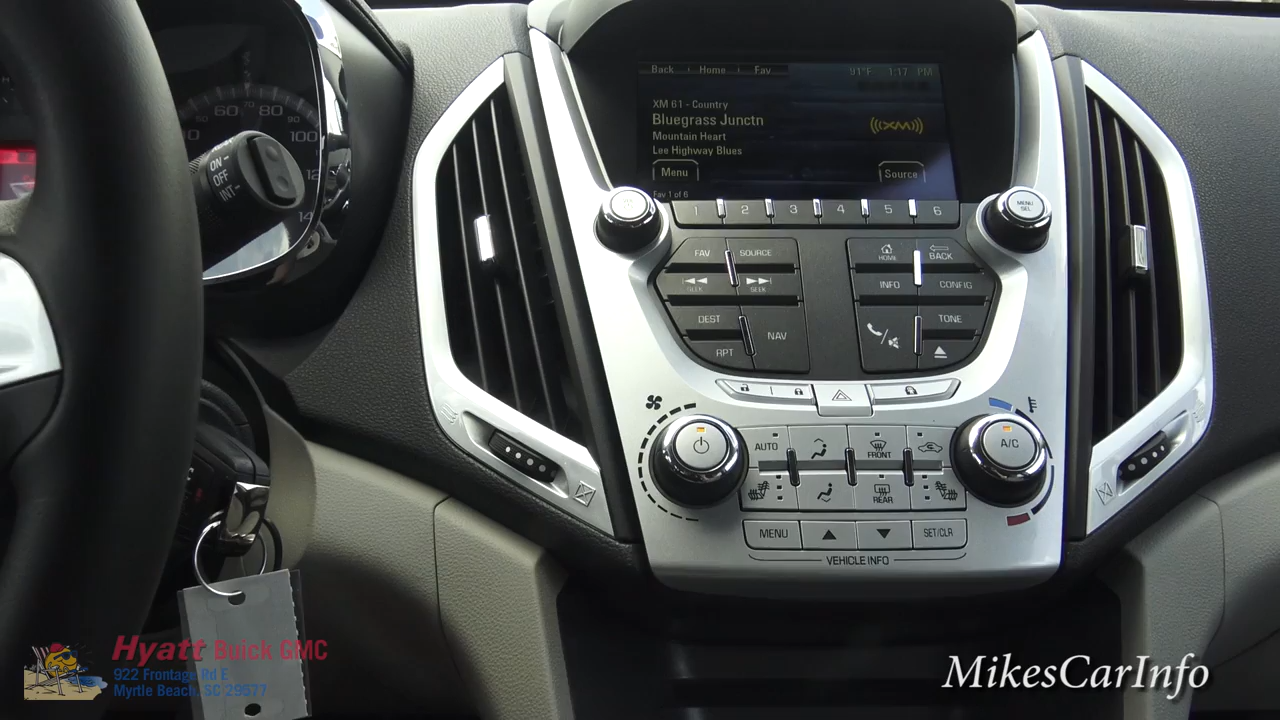 Back Home Fav 91°F 1:17 PM
XM 61 - Country
Bluegrass Junctn
Mountain Heart
Lee Highway Blues
((XM))
Menu
Source
Fav 1 of 6
60 80
70
90
100
14
ON
OFF
INT
MENU
SEL
1 2 3 4 5 6
FAV SOURCE
SEEK SEEK
DEST
NAV
RPT
HOME BACK
INFO CONFIG
TONE
AUTO
FRONT
REAR
A/C
MENU SET/CLR
VEHICLE INFO
Hyatt Buick GMC
922 Frontage Rd E
Myrtle Beach, SC 29577
MikesCarInfo